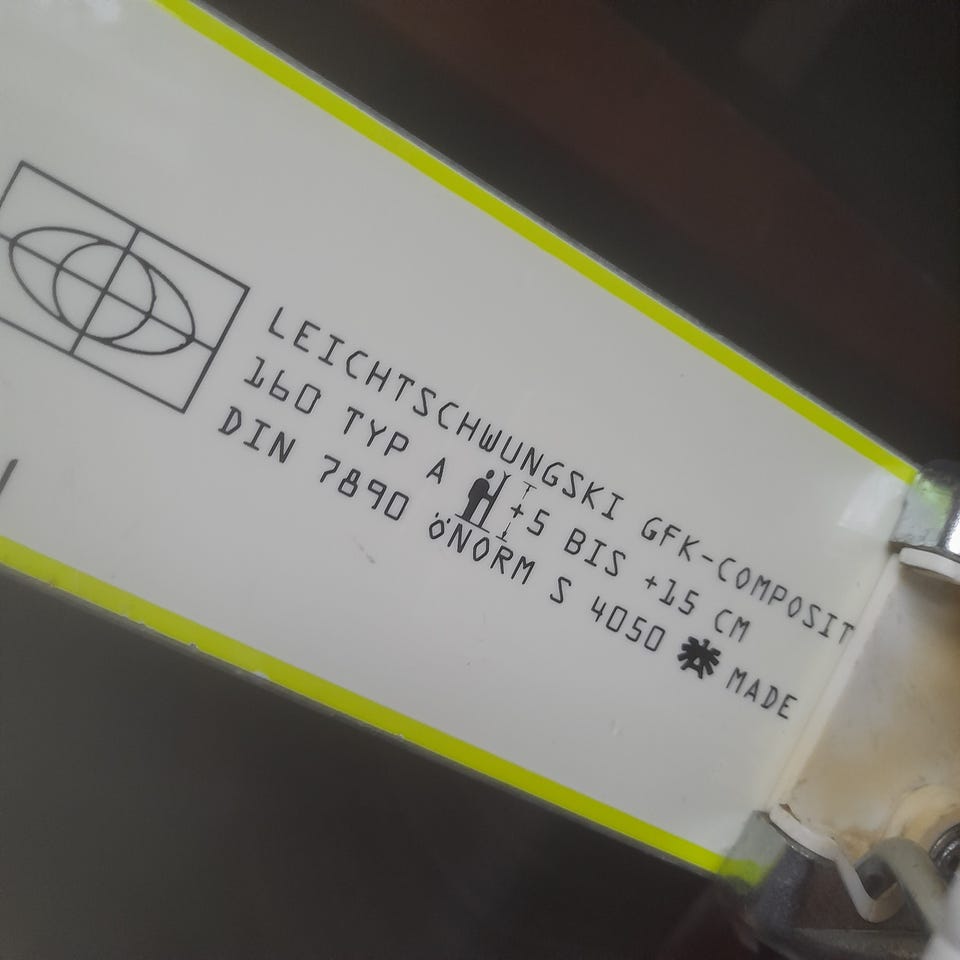 LEICHTSCHWUNGSKI GFK-COMPOSIT
160 TYP A +5 BIS +15 CM
DIN 7890 ÖNORM S 4050 MADE